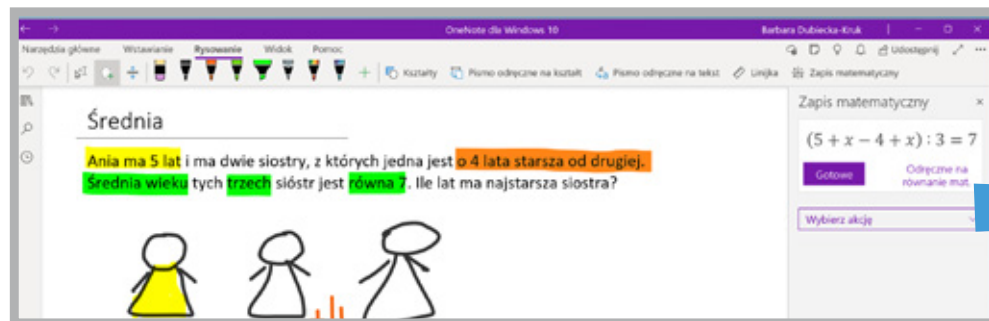 OneNote dla Windows 10
Barbara Dubiecka-Kruk
Narzędzia główne Wstawianie Rysowanie Widok Pomoc
Udostępnij
Kształty Pismo odręczne na kształt Pismo odręczne na tekst Linijka Zapis matematyczny
Zapis matematyczny
Średnia
Ania ma 5 lat i ma dwie siostry, z których jedna jest o 4 lata starsza od drugiej.
Średnia wieku tych trzech sióstr jest równa 7. Ile lat ma najstarsza siostra?
(5 + x − 4 + x) : 3 = 7
Gotowe
Odręczne na
równanie mat.
Wybierz akcję